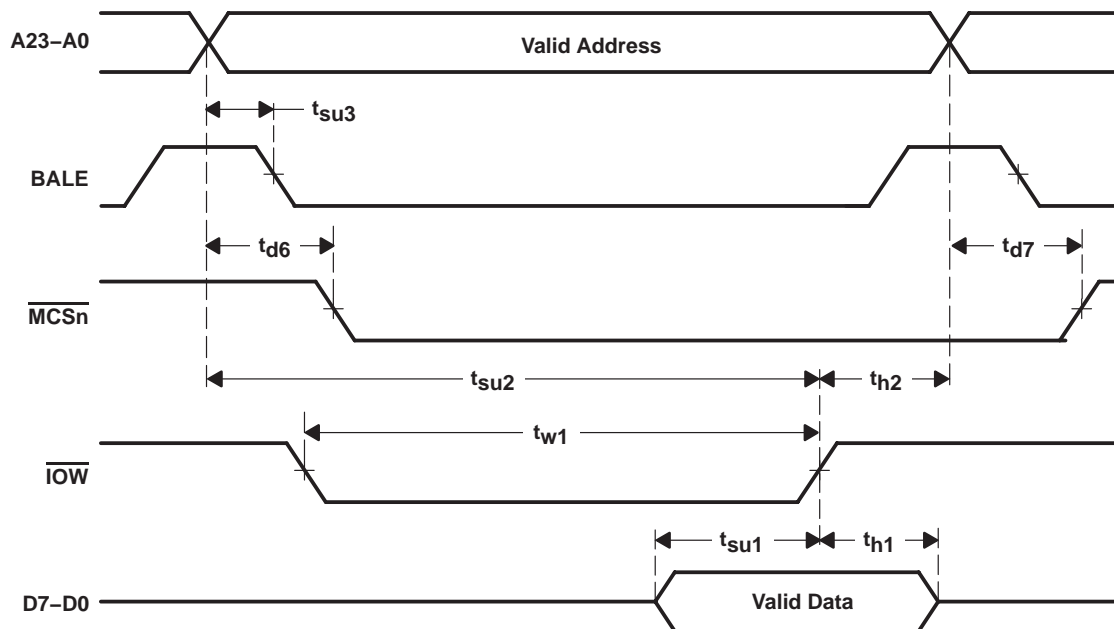 A23–A0
Valid Address
tsu3
BALE
td6
td7
MCSn
tsu2
th2
tw1
IOW
tsu1
th1
D7–D0
Valid Data